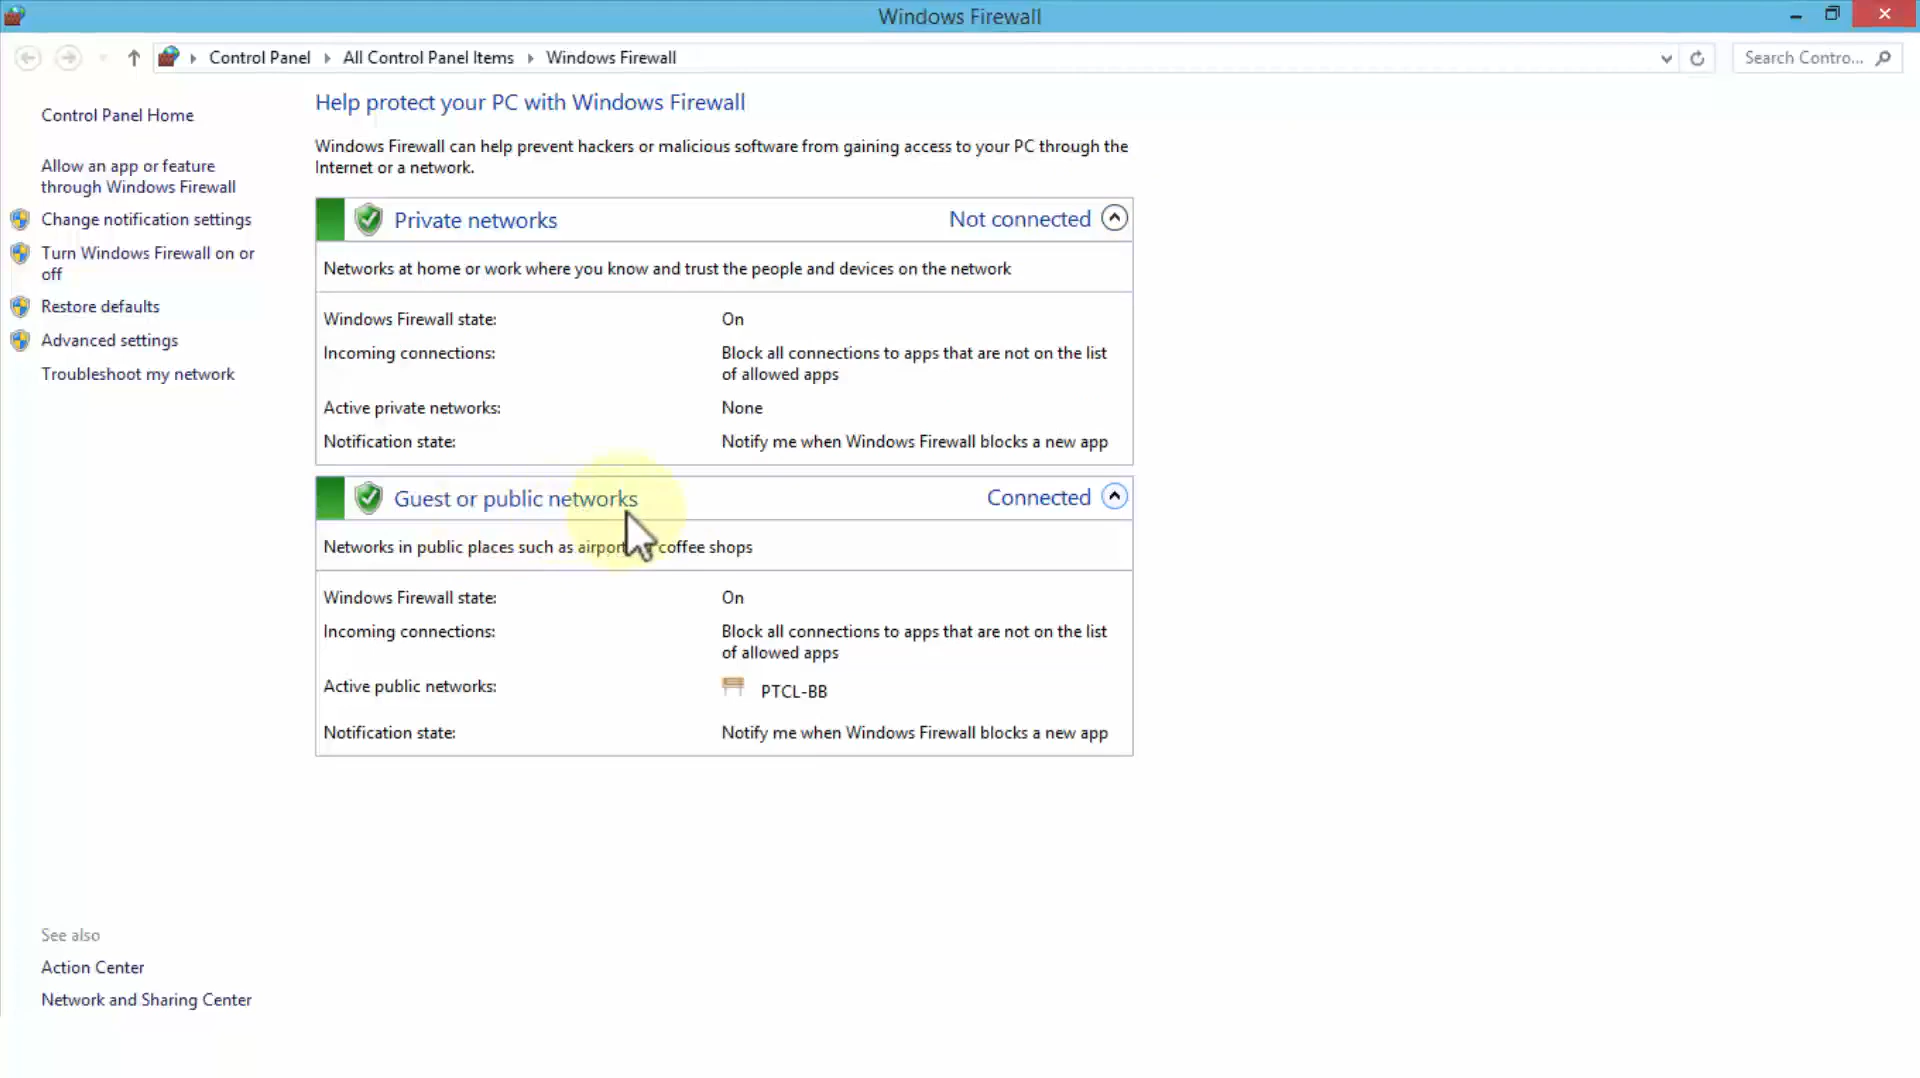 Windows Firewall
Control Panel
All Control Panel Items
Windows Firewall
Search Contro...
Control Panel Home
Allow an app or feature
through Windows Firewall
Change notification settings
Turn Windows Firewall on or
off
Restore defaults
Advanced settings
Troubleshoot my network
Help protect your PC with Windows Firewall
Windows Firewall can help prevent hackers or malicious software from gaining access to your PC through the
Internet or a network.
Private networks Not connected
Networks at home or work where you know and trust the people and devices on the network
Windows Firewall state: On
Incoming connections: Block all connections to apps that are not on the list
of allowed apps
Active private networks: None
Notification state: Notify me when Windows Firewall blocks a new app
Guest or public networks Connected
Networks in public places such as airport coffee shops
Windows Firewall state: On
Incoming connections: Block all connections to apps that are not on the list
of allowed apps
Active public networks: PTCL-BB
Notification state: Notify me when Windows Firewall blocks a new app
See also
Action Center
Network and Sharing Center